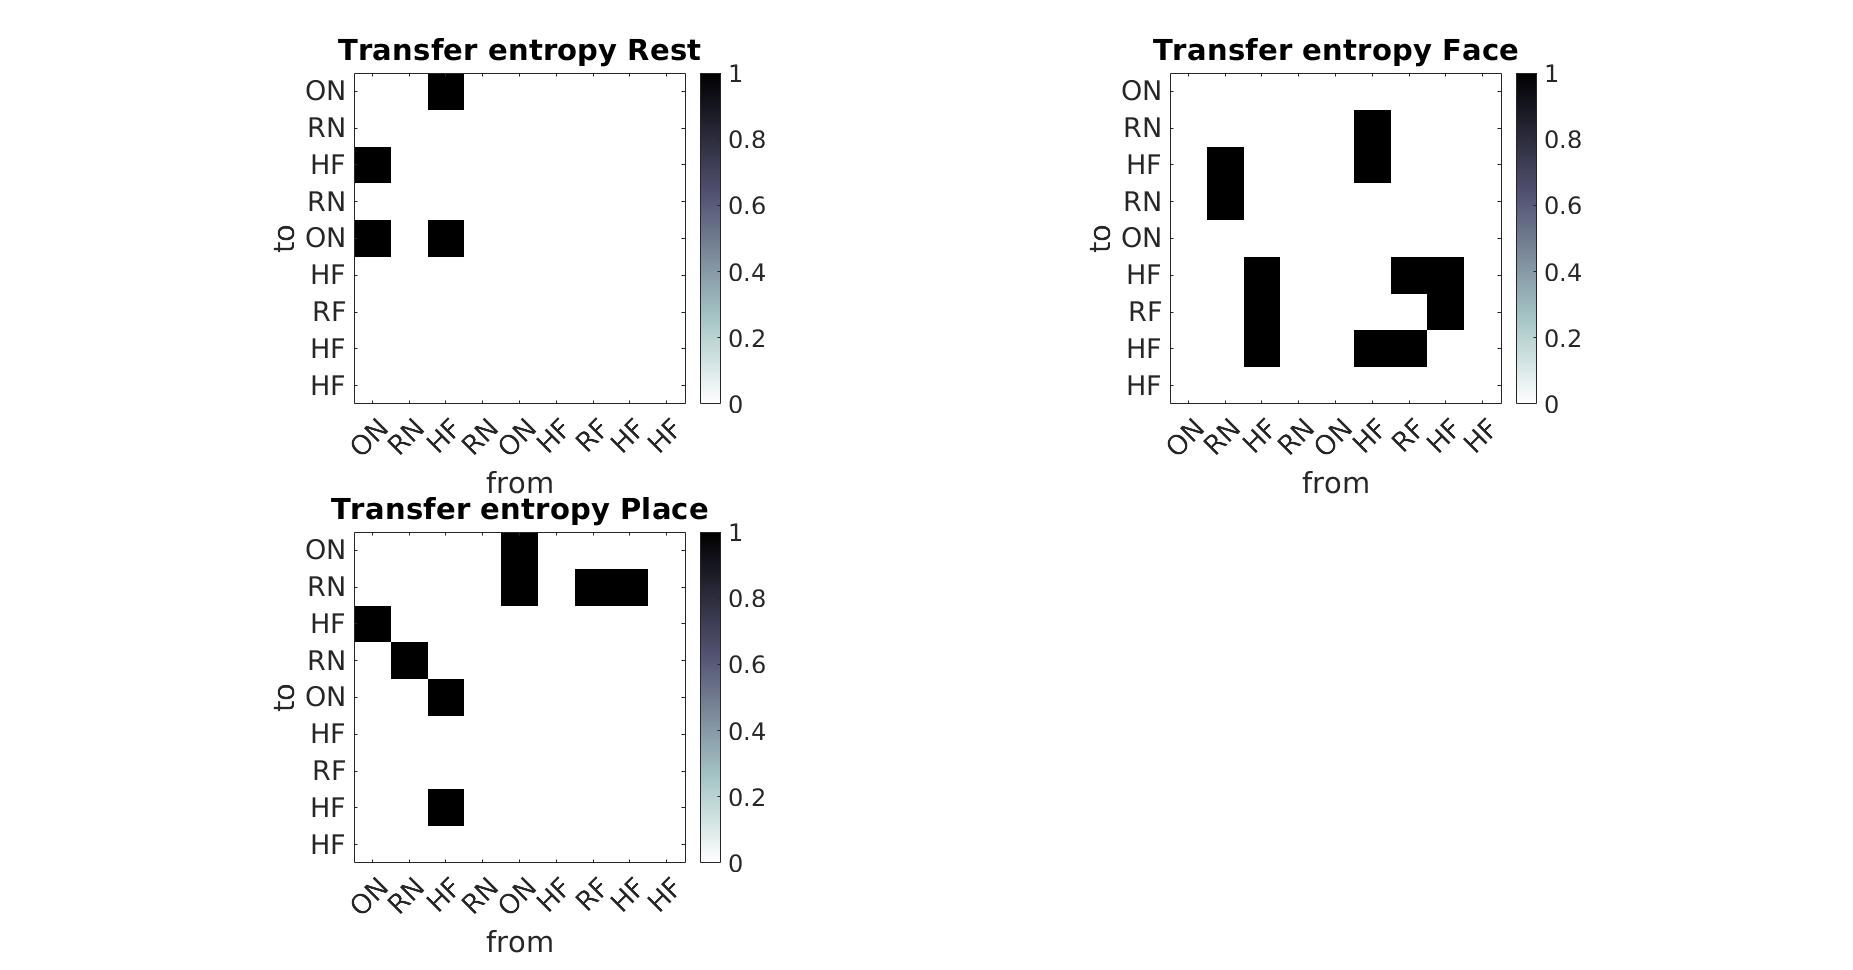 Transfer entropy Rest
ON
RN
HF
RN
ON
HF
RF
HF
HF
to
ON RN HF RN ON HF RF HF HF
from
1
0.8
0.6
0.4
0.2
0
Transfer entropy Face
ON
RN
HF
RN
ON
HF
RF
HF
HF
to
ON RN HF RN ON HF RF HF HF
from
1
0.8
0.6
0.4
0.2
0
Transfer entropy Place
ON
RN
HF
RN
ON
HF
RF
HF
HF
to
ON RN HF RN ON HF RF HF HF
from
1
0.8
0.6
0.4
0.2
0